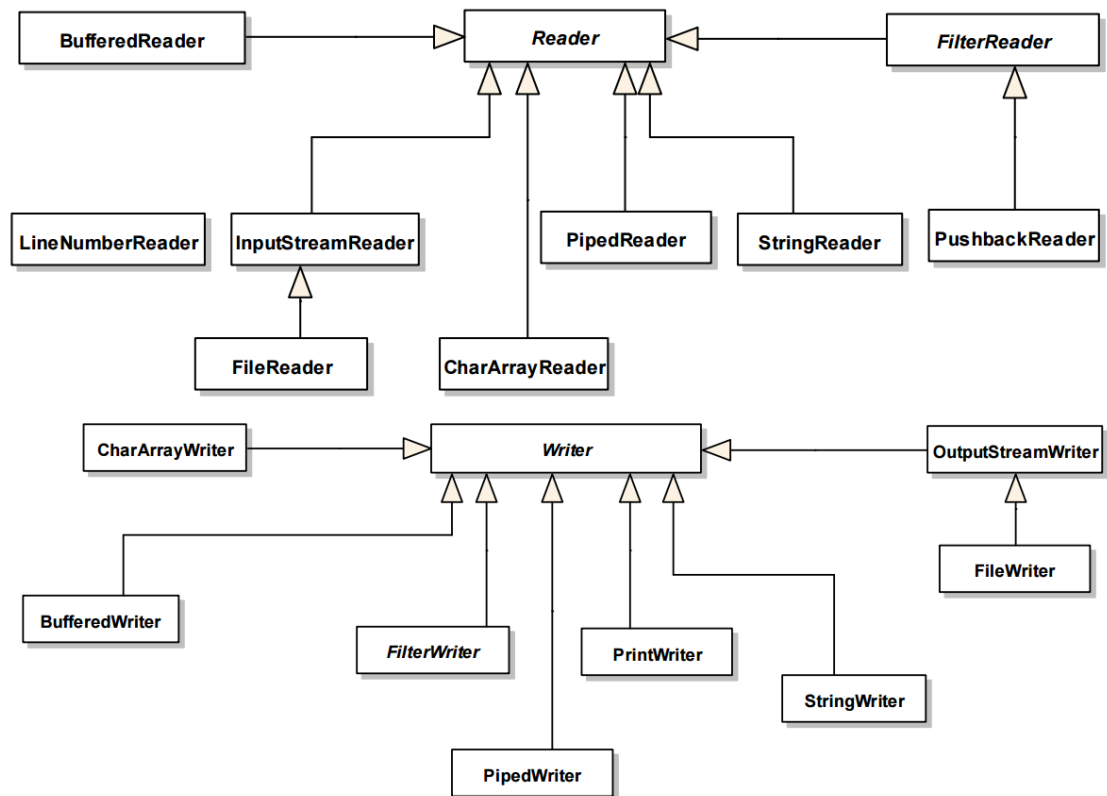 BufferedReader
Reader
FilterReader
LineNumberReader
InputStreamReader
PipedReader
StringReader
PushbackReader
FileReader
CharArrayReader
CharArrayWriter
Writer
OutputStreamWriter
FileWriter
BufferedWriter
FilterWriter
PrintWriter
StringWriter
PipedWriter